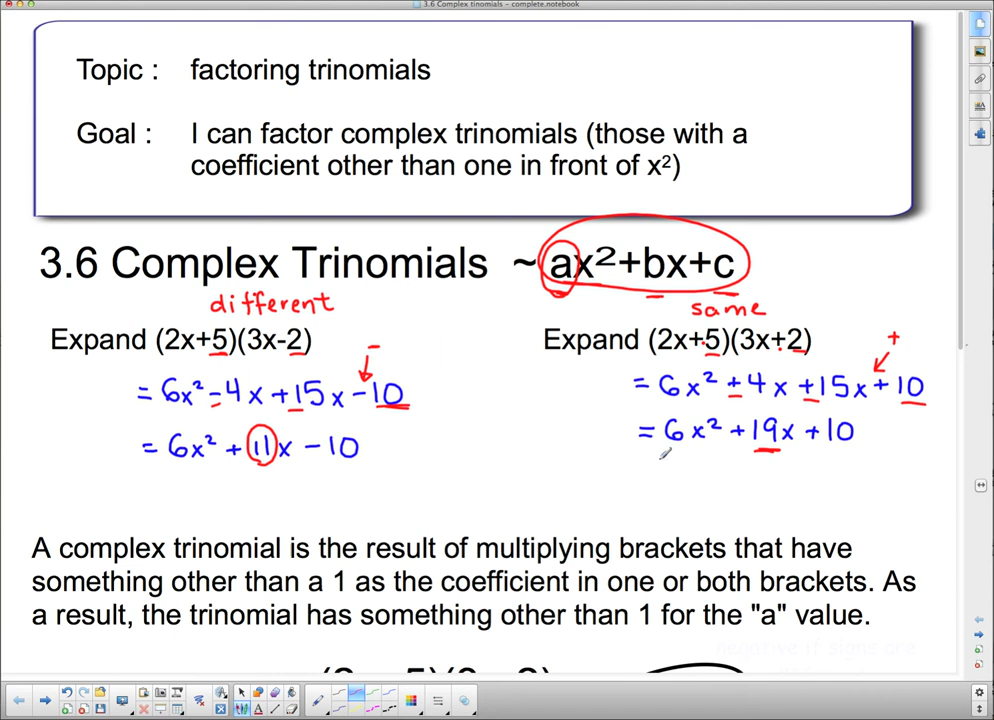 3.6 Complex tinomials - complete.notebook
Topic : factoring trinomials
Goal : I can factor complex trinomials (those with a
coefficient other than one in front of x²)
3.6 Complex Trinomials ~ ax²+bx+c
different
same
Expand (2x+5)(3x-2)
-
= 6x² - 4x + 15x - 10
= 6x² + 11x - 10
Expand (2x+5)(3x+2)
+
= 6x² + 4x + 15x + 10
= 6x² + 19x + 10
A complex trinomial is the result of multiplying brackets that have
something other than a 1 as the coefficient in one or both brackets. As
a result, the trinomial has something other than 1 for the "a" value.
negative if signs are